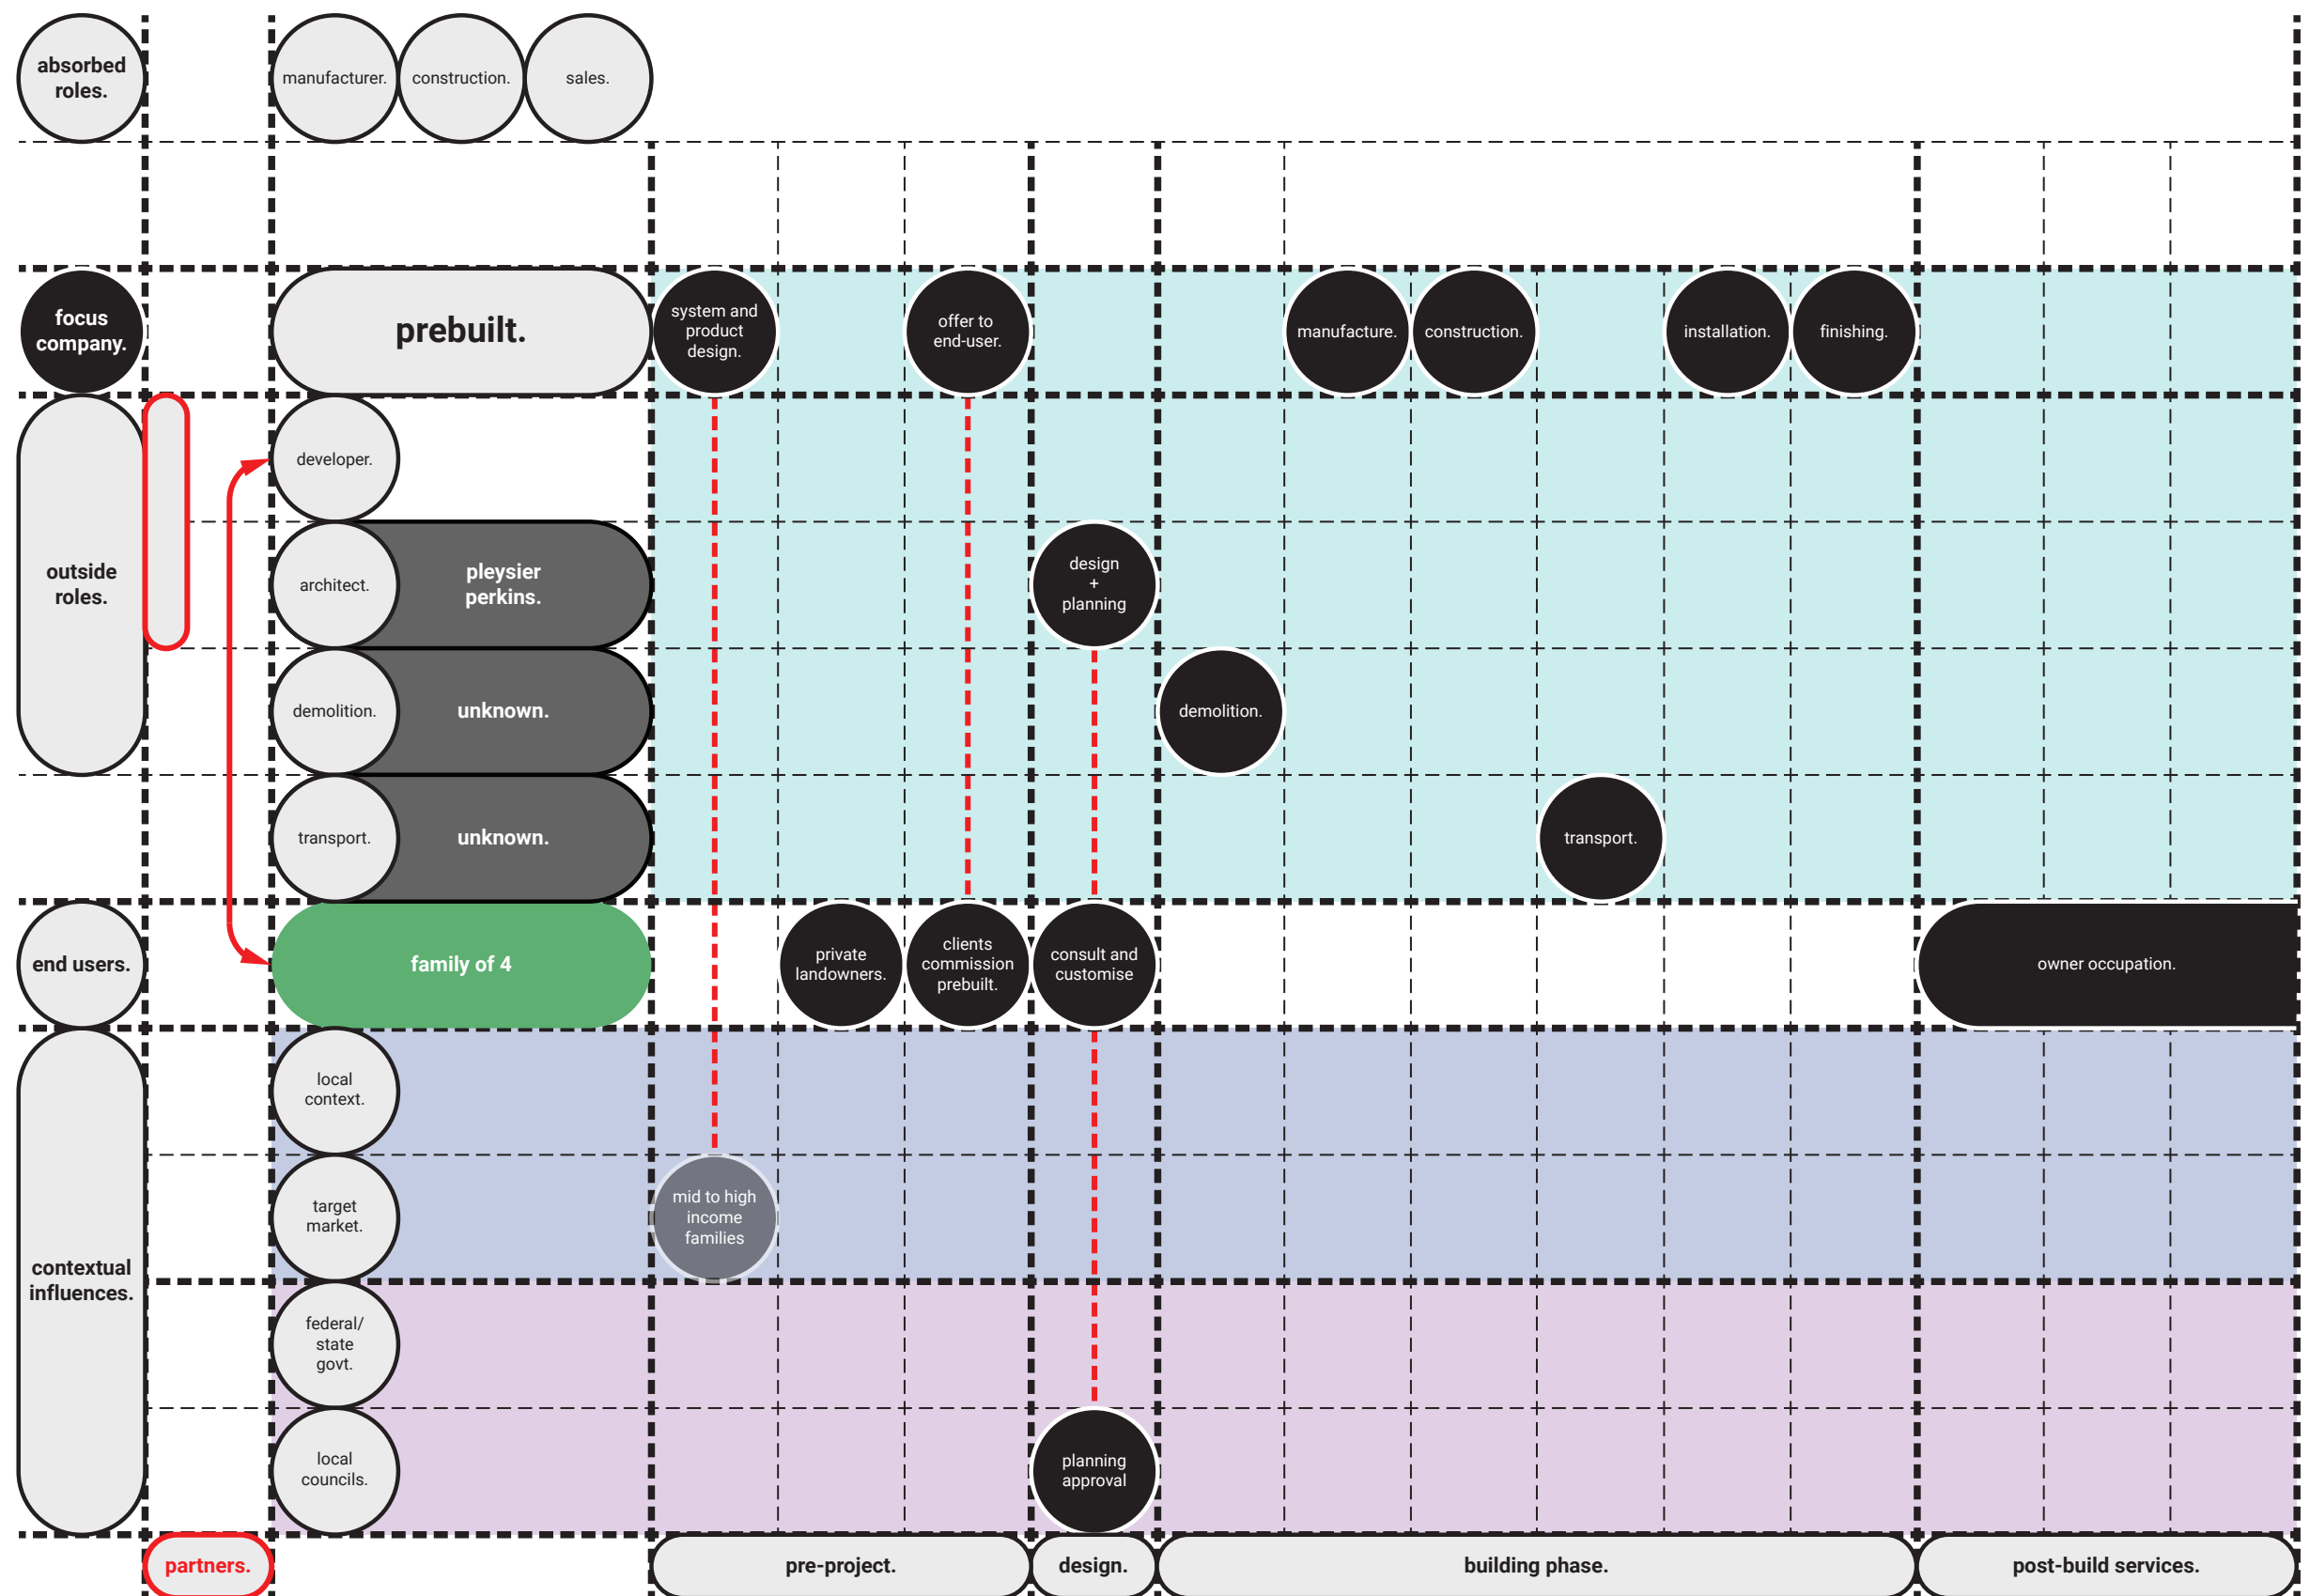 absorbed
roles.
manufacturer.
construction.
sales.
focus
company.
prebuilt.
system and
product
design.
offer to
end-user.
manufacture.
construction.
installation.
finishing.
outside
roles.
developer.
architect.
pleysier
perkins.
design
+
planning
demolition.
unknown.
demolition.
transport.
unknown.
transport.
end users.
family of 4
private
landowners.
clients
commission
prebuilt.
consult and
customise
owner occupation.
contextual
influences.
local
context.
target
market.
mid to high
income
families
federal/
state
govt.
local
councils.
planning
approval
partners.
pre-project.
design.
building phase.
post-build services.